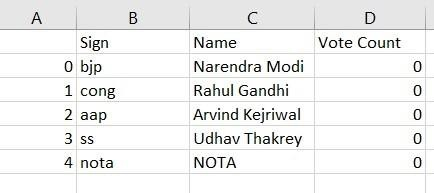 A B C D
Sign Name Vote Count
0 bjp Narendra Modi 0
1 cong Rahul Gandhi 0
2 aap Arvind Kejriwal 0
3 ss Udhav Thakrey 0
4 nota NOTA 0